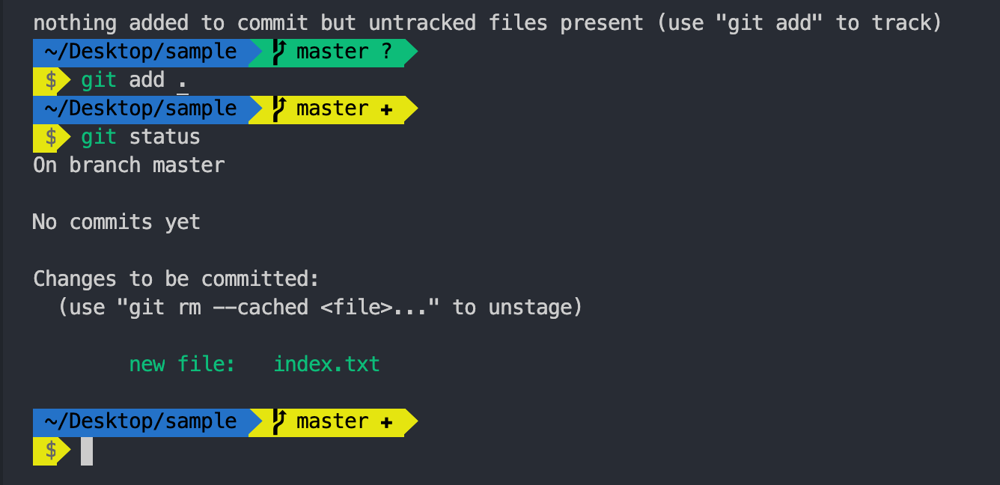 nothing added to commit but untracked files present (use "git add" to track)
~/Desktop/sample master ?
$ git add .
~/Desktop/sample master ✚
$ git status
On branch master
No commits yet
Changes to be committed:
(use "git rm --cached <file>..." to unstage)
new file: index.txt
~/Desktop/sample master ✚
$